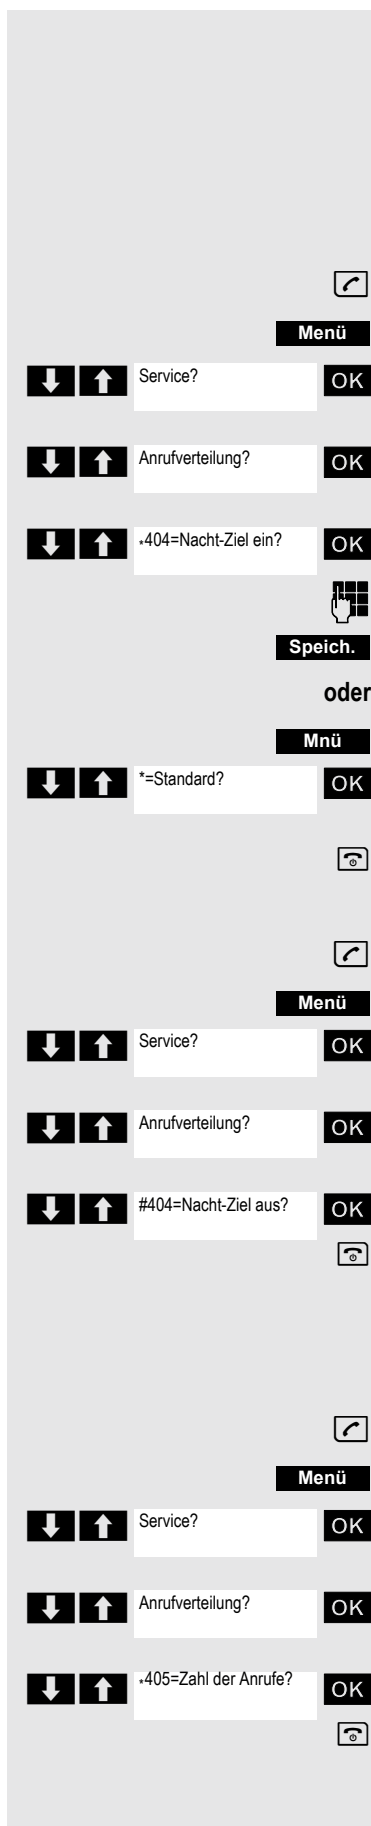 Menü
Service? OK
Anrufverteilung? OK
*404=Nacht-Ziel ein? OK
Speich.
oder
Mnü
*=Standard? OK
Menü
Service? OK
Anrufverteilung? OK
#404=Nacht-Ziel aus? OK
Menü
Service? OK
Anrufverteilung? OK
*405=Zahl der Anrufe? OK